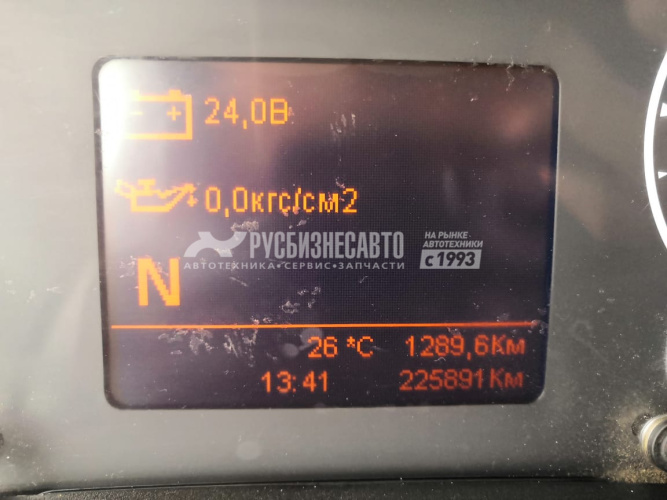 - + 24,0В
0,0кгс/см2
РУСБИЗНЕСАВТО
АВТОТЕХНИКА•СЕРВИС•ЗАПЧАСТИ
НА РЫНКЕ
АВТОТЕХНИКИ
с 1993
N
26 °C 1289,6Км
13:41 225891Км